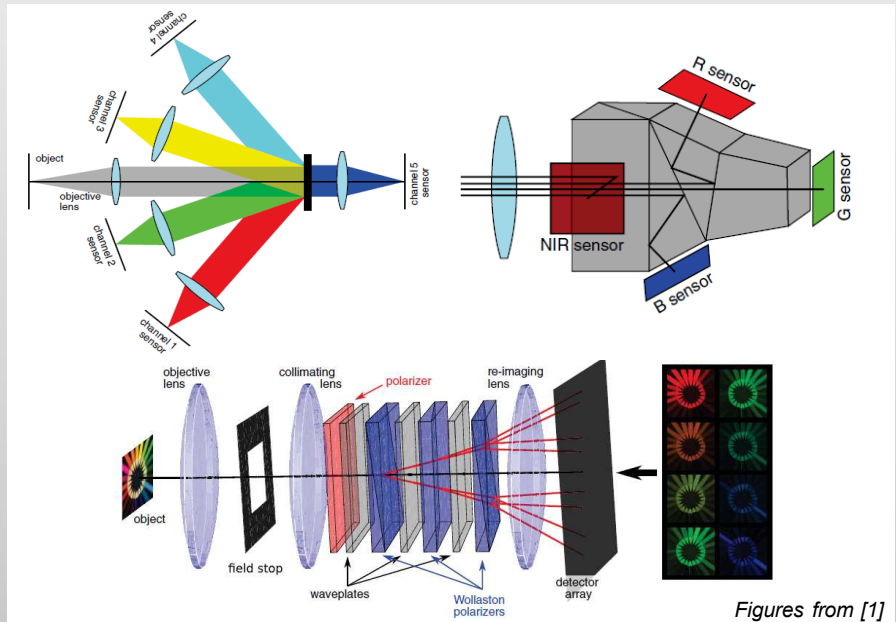 channel 4
sensor
channel 3
sensor
object
objective
lens
channel 5
sensor
channel 2
sensor
channel 1
sensor
R sensor
NIR sensor
G sensor
B sensor
objective
lens
collimating
lens
polarizer
re-imaging
lens
object
field stop
waveplates
Wollaston
polarizers
detector
array
Figures from [1]